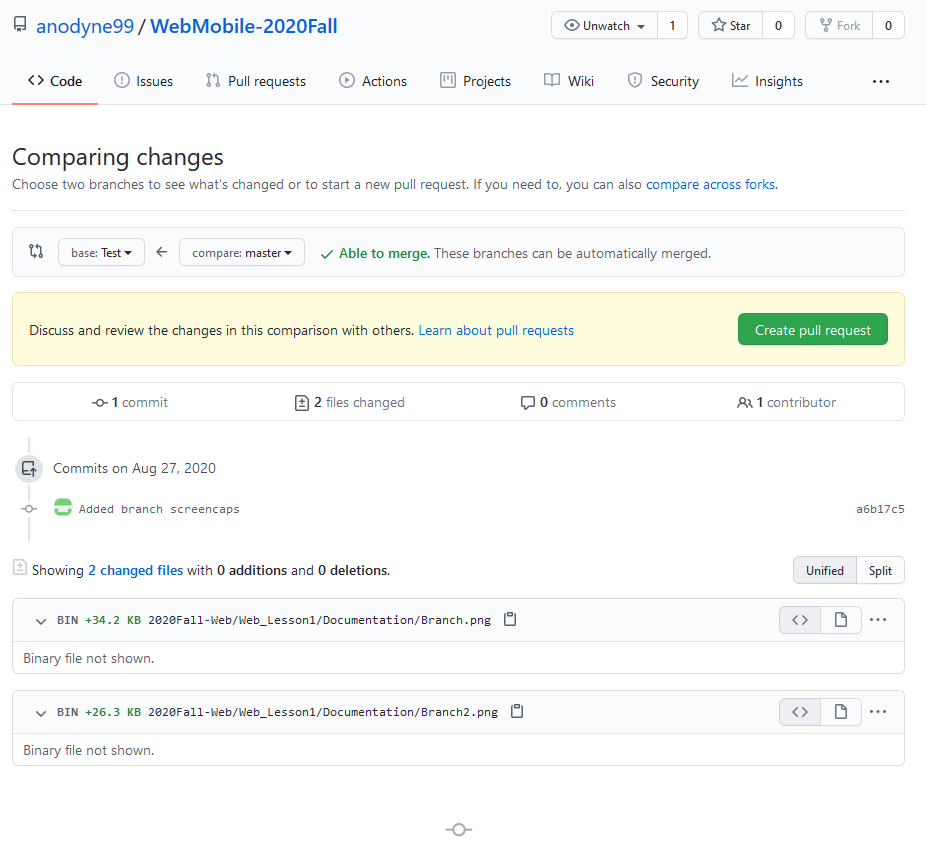 anodyne99 / WebMobile-2020Fall
Unwatch 1 Star 0 Fork 0
Code Issues Pull requests Actions Projects Wiki Security Insights ...
Comparing changes
Choose two branches to see what's changed or to start a new pull request. If you need to, you can also compare across forks.
base: Test ← compare: master ✓ Able to merge. These branches can be automatically merged.
Discuss and review the changes in this comparison with others. Learn about pull requests Create pull request
1 commit 2 files changed 0 comments 1 contributor
Commits on Aug 27, 2020
Added branch screencaps a6b17c5
Showing 2 changed files with 0 additions and 0 deletions. Unified Split
BIN +34.2 KB 2020Fall-Web/Web_Lesson1/Documentation/Branch.png <> ...
Binary file not shown.
BIN +26.3 KB 2020Fall-Web/Web_Lesson1/Documentation/Branch2.png <> ...
Binary file not shown.